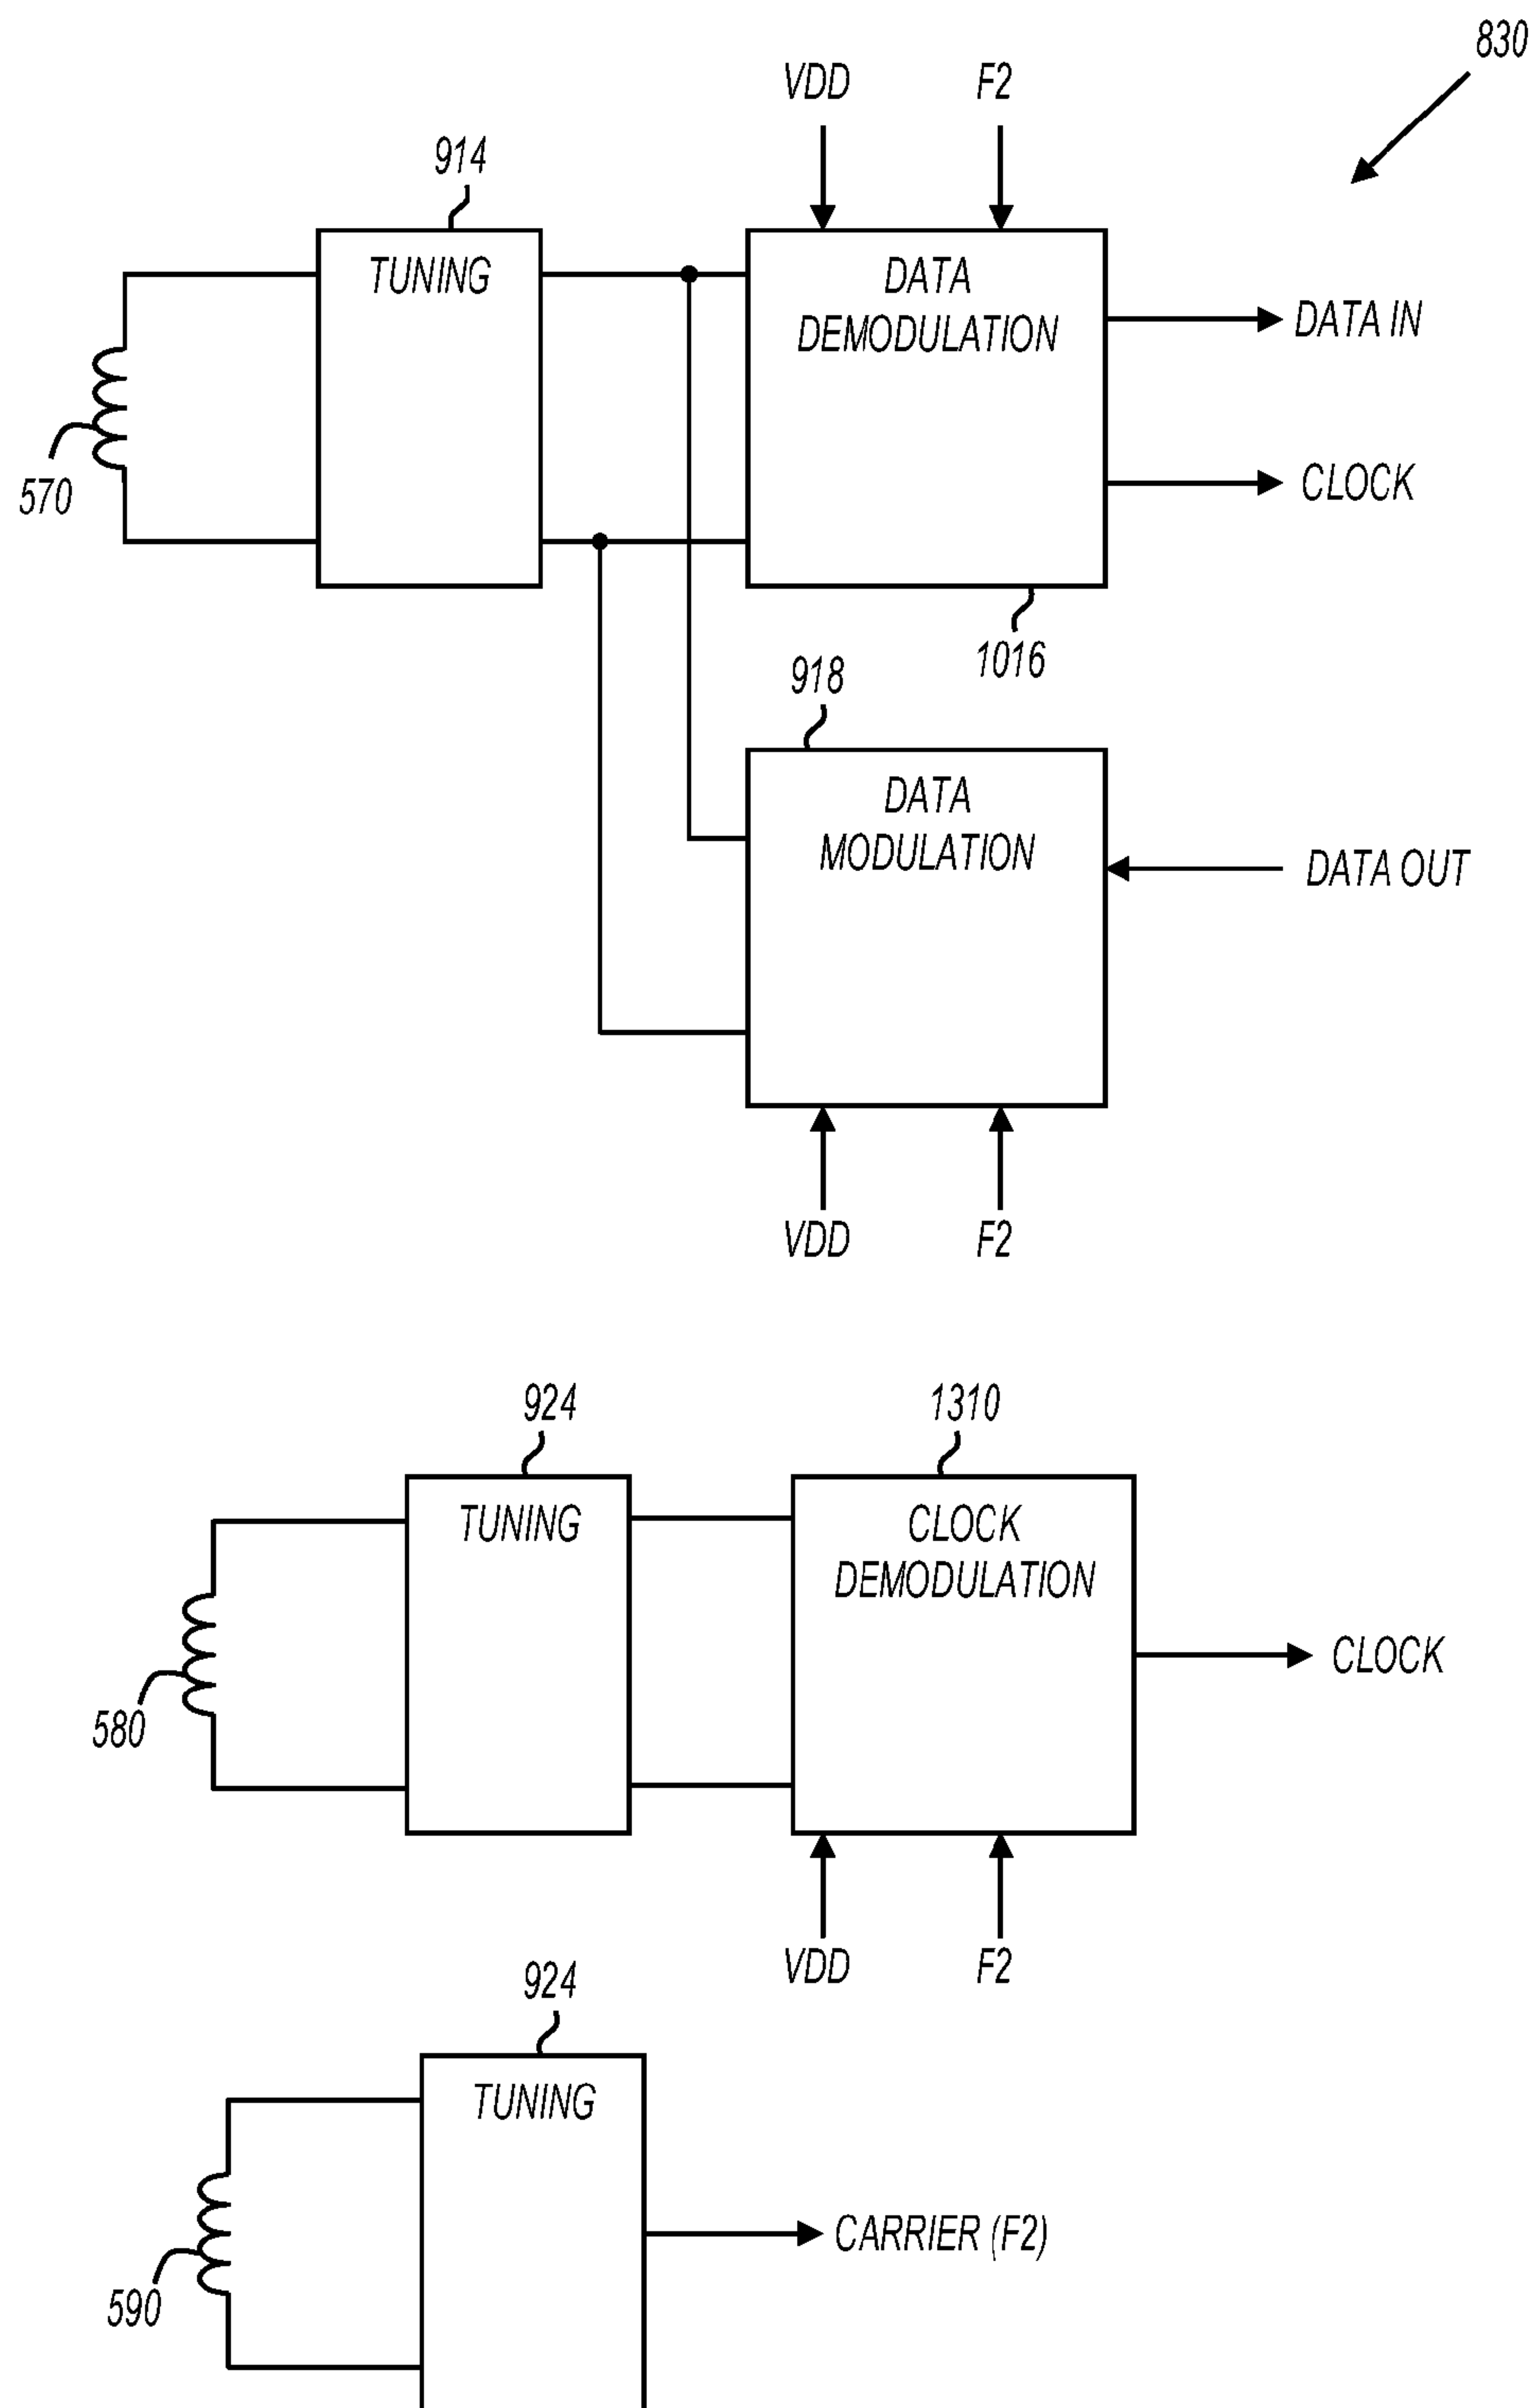 830
VDD
F2
914
TUNING
DATA
DEMODULATION
DATA IN
CLOCK
570
1016
918
DATA
MODULATION
DATA OUT
VDD
F2
924
1310
TUNING
CLOCK
DEMODULATION
CLOCK
580
VDD
F2
924
TUNING
CARRIER (F2)
590